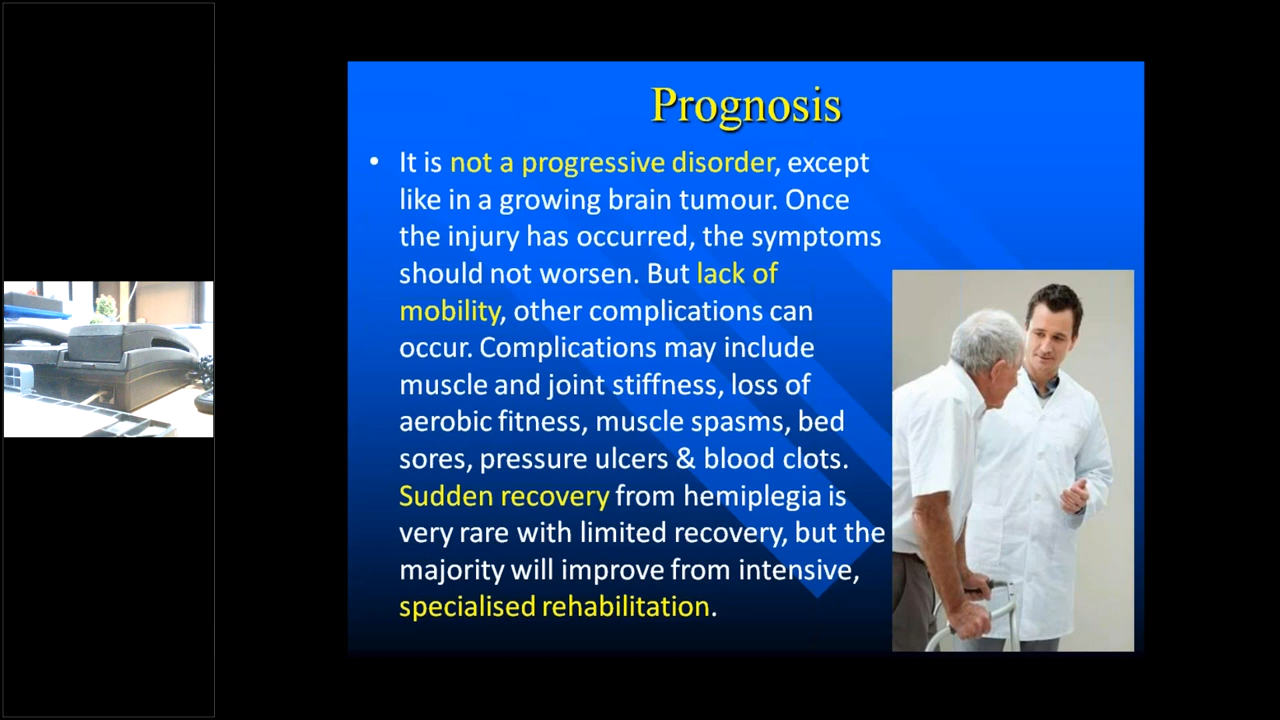 Prognosis
• It is not a progressive disorder, except
like in a growing brain tumour. Once
the injury has occurred, the symptoms
should not worsen. But lack of
mobility, other complications can
occur. Complications may include
muscle and joint stiffness, loss of
aerobic fitness, muscle spasms, bed
sores, pressure ulcers & blood clots.
Sudden recovery from hemiplegia is
very rare with limited recovery, but the
majority will improve from intensive,
specialised rehabilitation.